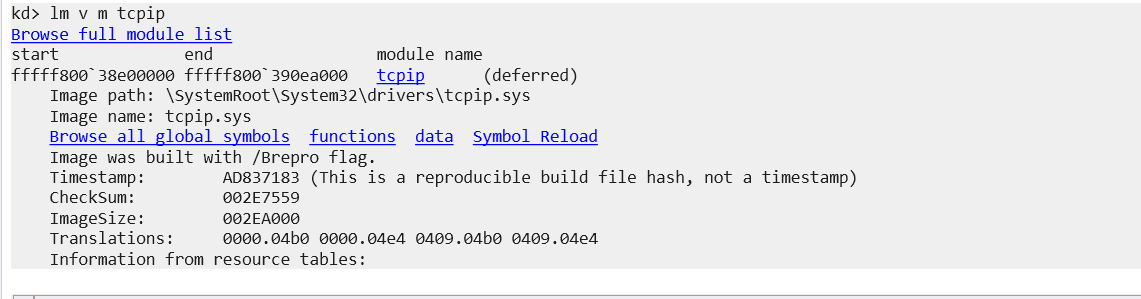 kd> lm v m tcpip
Browse full module list
start             end                 module name
fffff800`38e00000 fffff800`390ea000   tcpip      (deferred)
    Image path: \SystemRoot\System32\drivers\tcpip.sys
    Image name: tcpip.sys
    Browse all global symbols  functions  data  Symbol Reload
    Image was built with /Brepro flag.
    Timestamp:        AD837183 (This is a reproducible build file hash, not a timestamp)
    CheckSum:         002E7559
    ImageSize:        002EA000
    Translations:     0000.04b0 0000.04e4 0409.04b0 0409.04e4
    Information from resource tables: